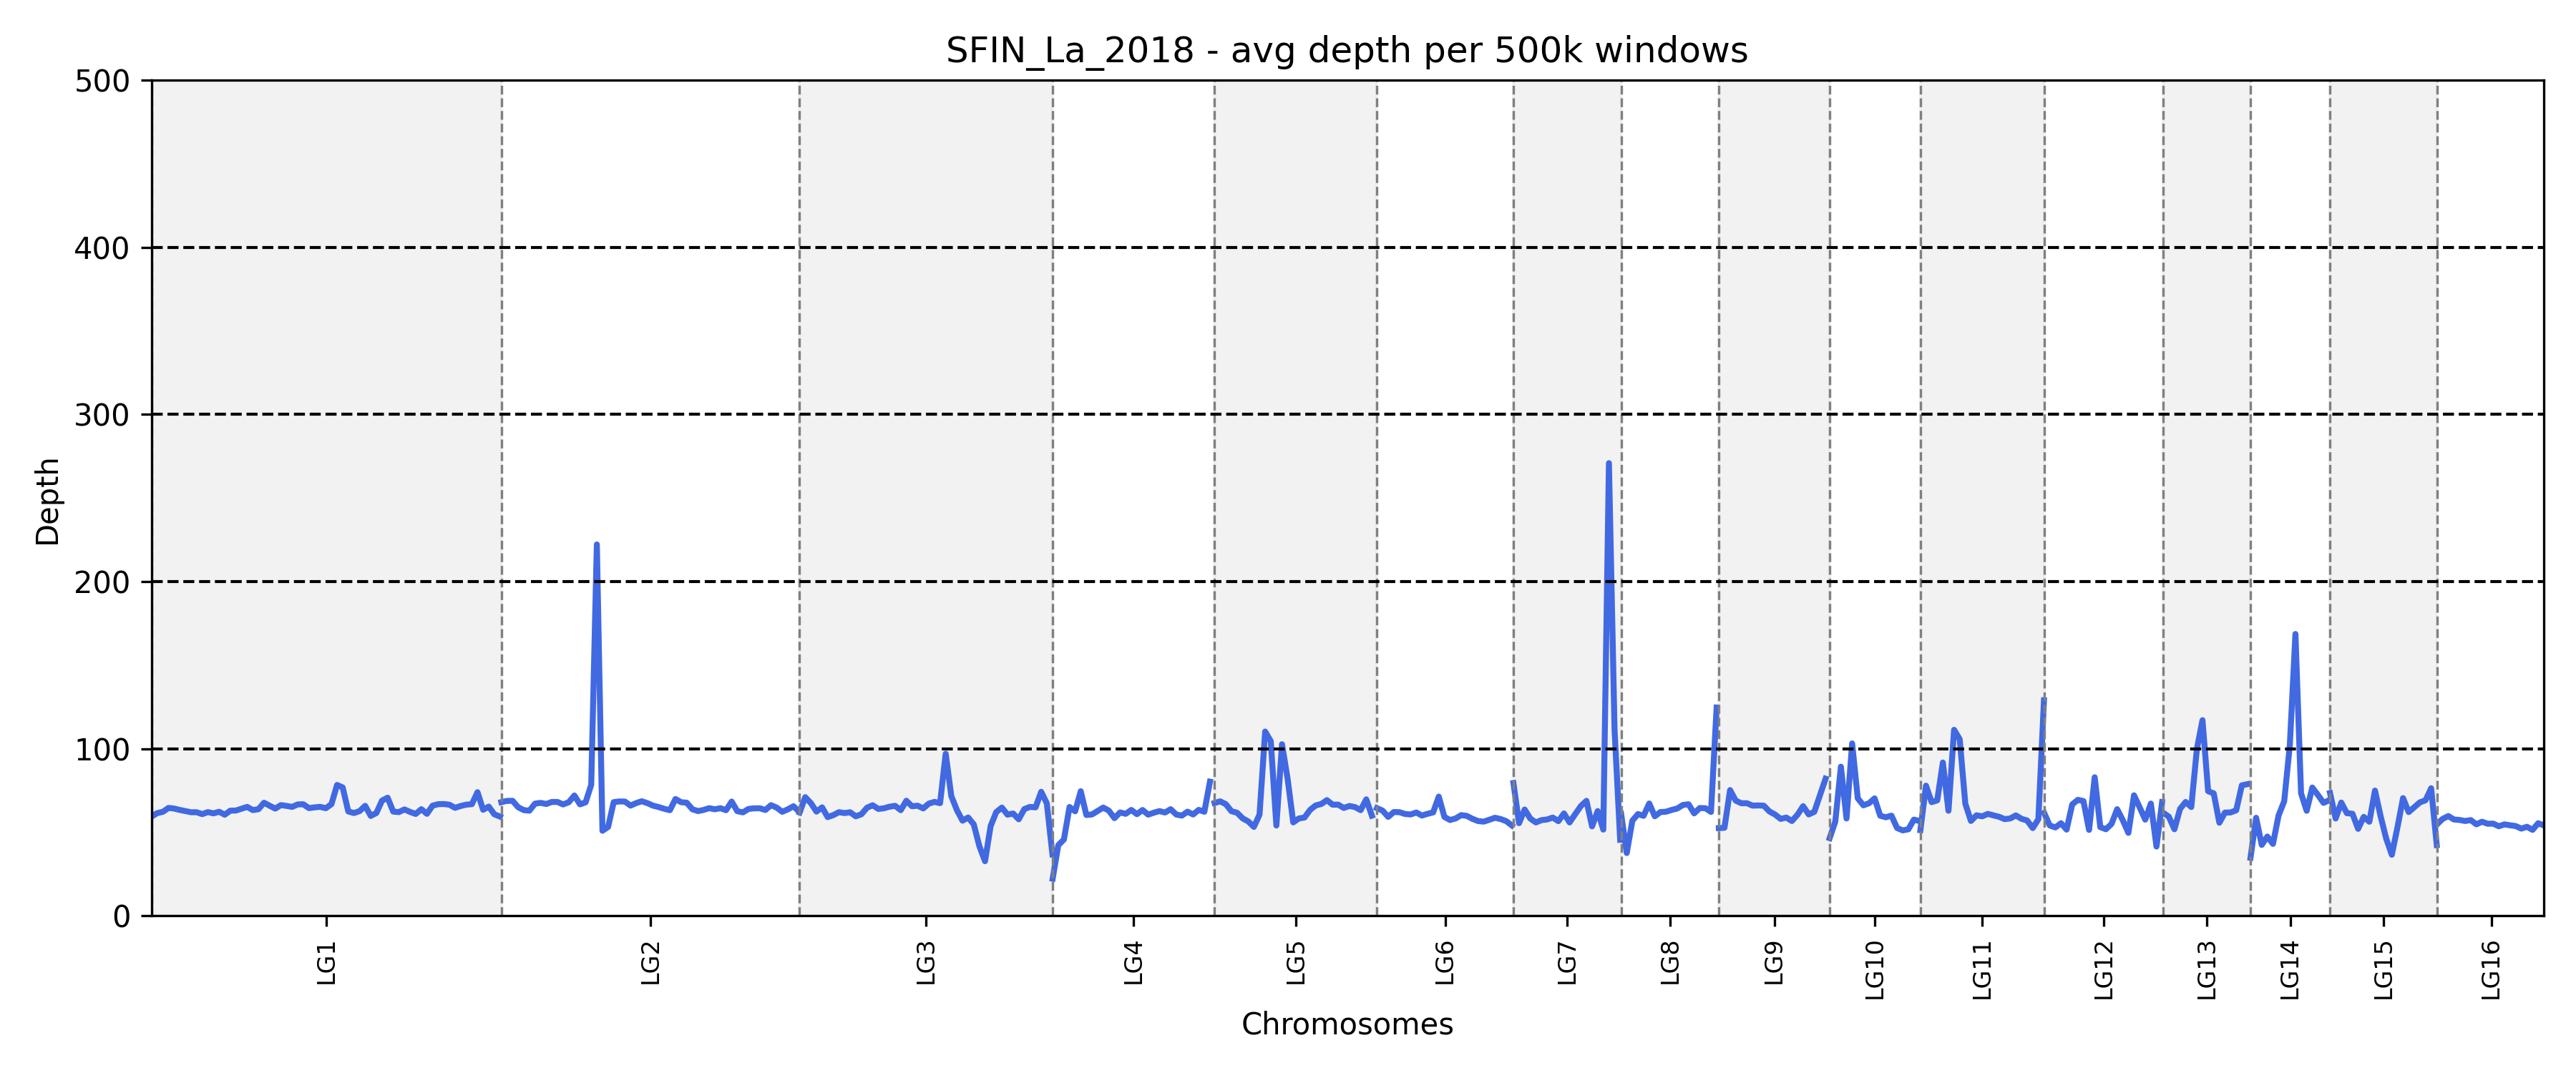 SFIN_La_2018 - avg depth per 500k windows
500
400
300
200
100
0
Depth
LG1
LG2
LG3
LG4
LG5
LG6
LG7
LG8
LG9
LG10
LG11
LG12
LG13
LG14
LG15
LG16
Chromosomes